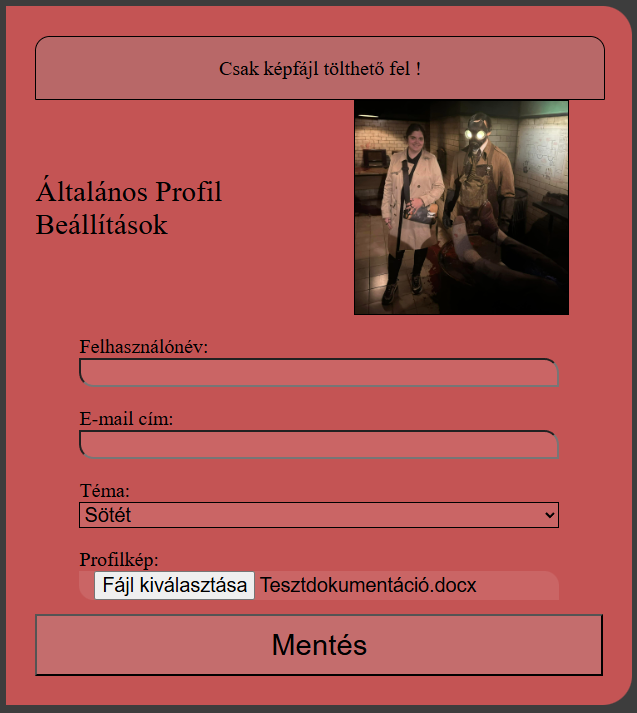 Csak képfájl tölthető fel !
Általános Profil
Beállítások
Felhasználónév:
E-mail cím:
Téma:
Sötét
Profilkép:
Fájl kiválasztása Tesztdokumentáció.docx
Mentés